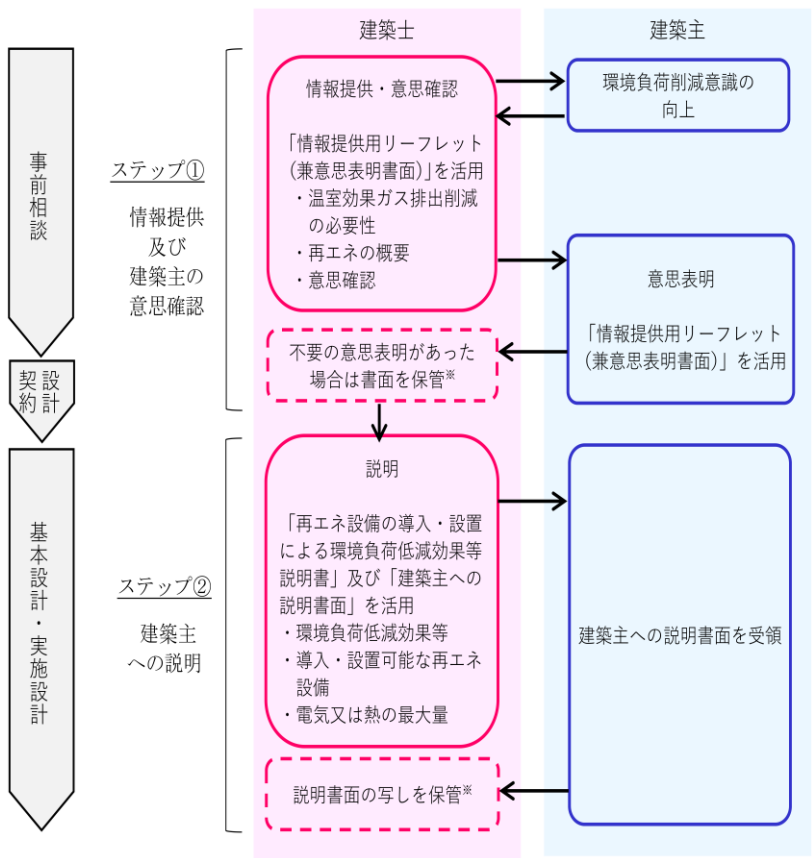 建築士
建築主
事前相談
設計
契約
基本設計・実施設計
ステップ①
情報提供
及び
建築主の
意思確認
情報提供・意思確認
「情報提供用リーフレット
(兼意思表明書面)」を活用
・温室効果ガス排出削減
の必要性
・再エネの概要
・意思確認
環境負荷削減意識の
向上
意思表明
「情報提供用リーフレット
(兼意思表明書面)」を活用
不要の意思表明があった
場合は書面を保管※
ステップ②
建築主
への説明
説明
「再エネ設備の導入・設置
による環境負荷低減効果等
説明書」及び「建築主への
説明書面」を活用
・環境負荷低減効果等
・導入・設置可能な再エネ
設備
・電気又は熱の最大量
建築主への説明書面を受領
説明書面の写しを保管※